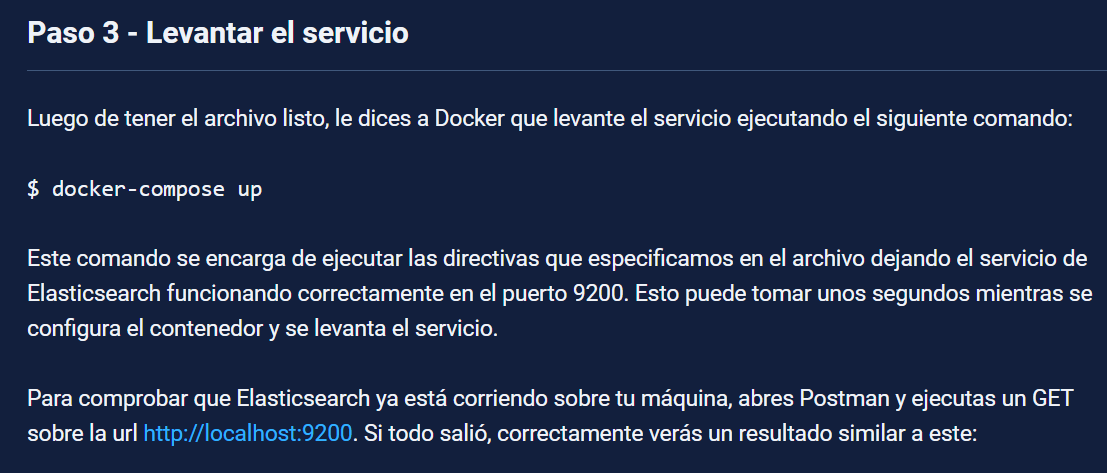 Paso 3 - Levantar el servicio
Luego de tener el archivo listo, le dices a Docker que levante el servicio ejecutando el siguiente comando:
$ docker-compose up
Este comando se encarga de ejecutar las directivas que especificamos en el archivo dejando el servicio de
Elasticsearch funcionando correctamente en el puerto 9200. Esto puede tomar unos segundos mientras se
configura el contenedor y se levanta el servicio.
Para comprobar que Elasticsearch ya está corriendo sobre tu máquina, abres Postman y ejecutas un GET
sobre la url http://localhost:9200. Si todo salió, correctamente verás un resultado similar a este: